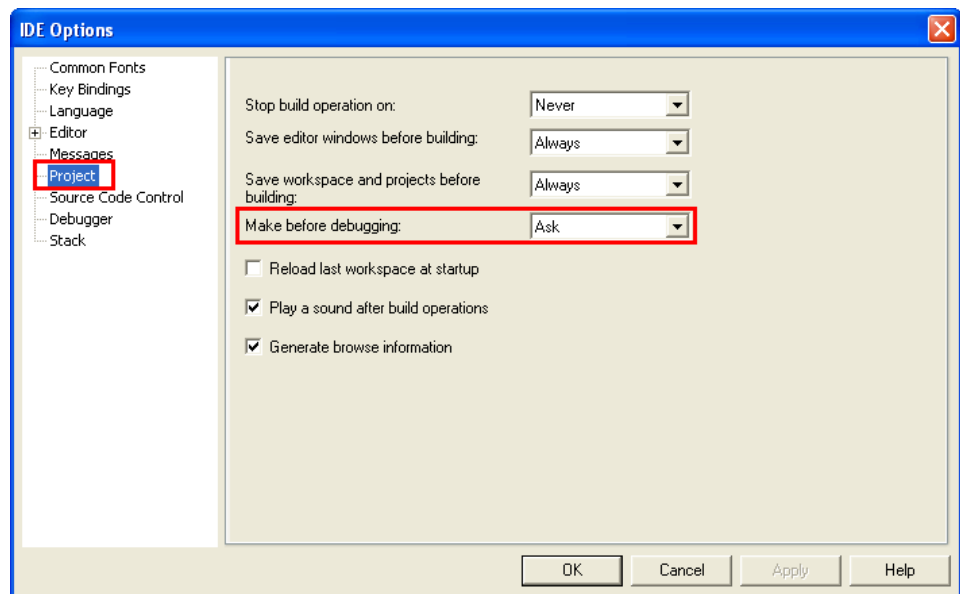 IDE Options
Common Fonts
Key Bindings
Language
Editor
Messages
Project
Source Code Control
Debugger
Stack
Stop build operation on: Never
Save editor windows before building: Always
Save workspace and projects before
building: Always
Make before debugging: Ask
Reload last workspace at startup
Play a sound after build operations
Generate browse information
OK Cancel Apply Help